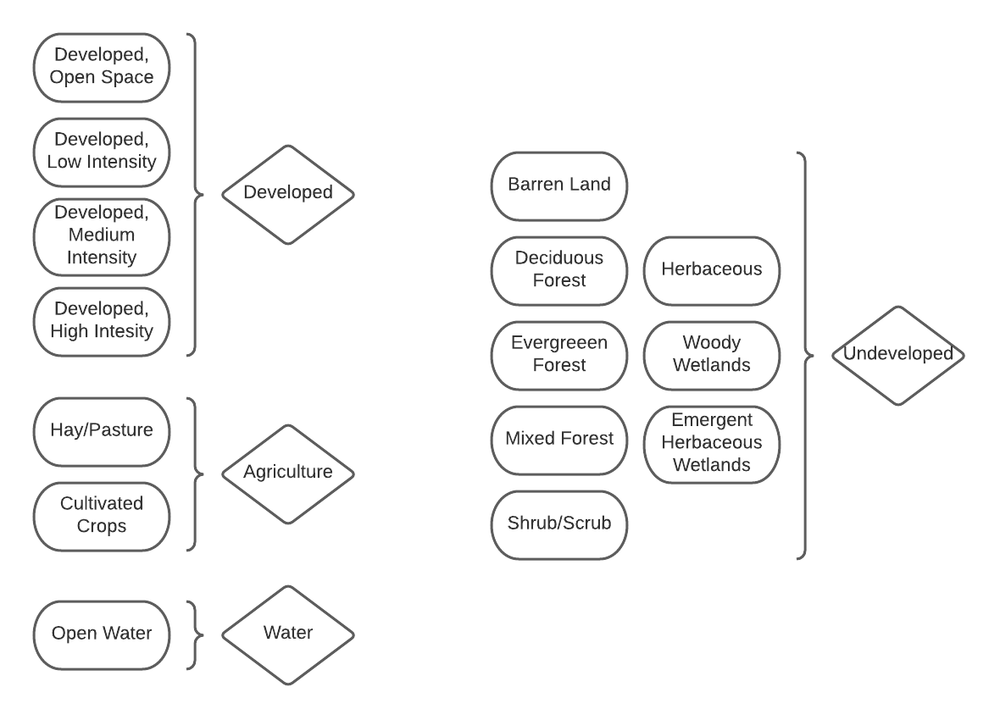 Developed,
Open Space
Developed,
Low Intensity
Developed,
Medium
Intensity
Developed,
High Intesity
Developed
Hay/Pasture
Cultivated
Crops
Agriculture
Open Water
Water
Barren Land
Deciduous
Forest
Evergreeen
Forest
Mixed Forest
Shrub/Scrub
Herbaceous
Woody
Wetlands
Emergent
Herbaceous
Wetlands
Undeveloped